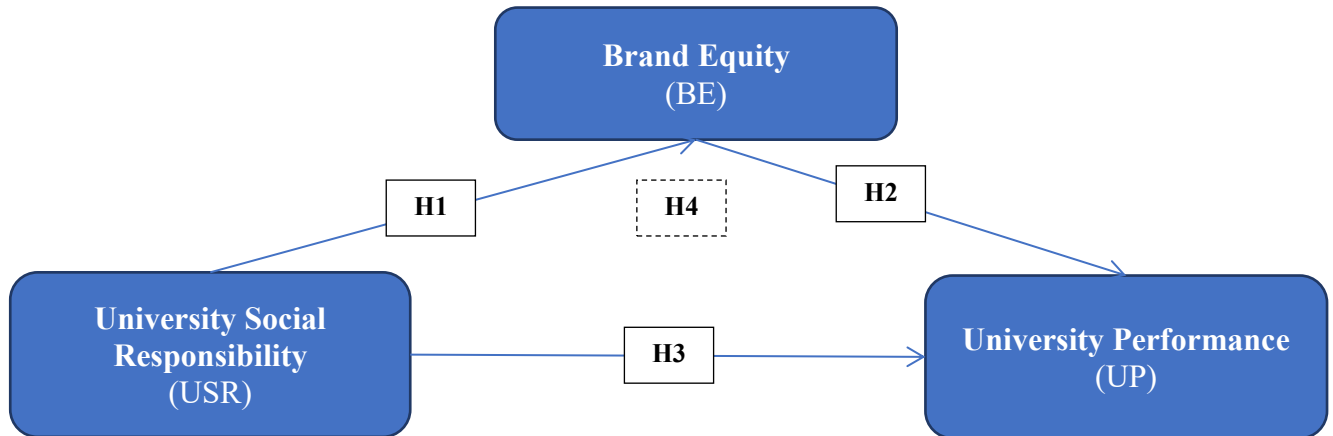 Brand Equity
(BE)
H1
H4
H2
University Social
Responsibility
(USR)
H3
University Performance
(UP)